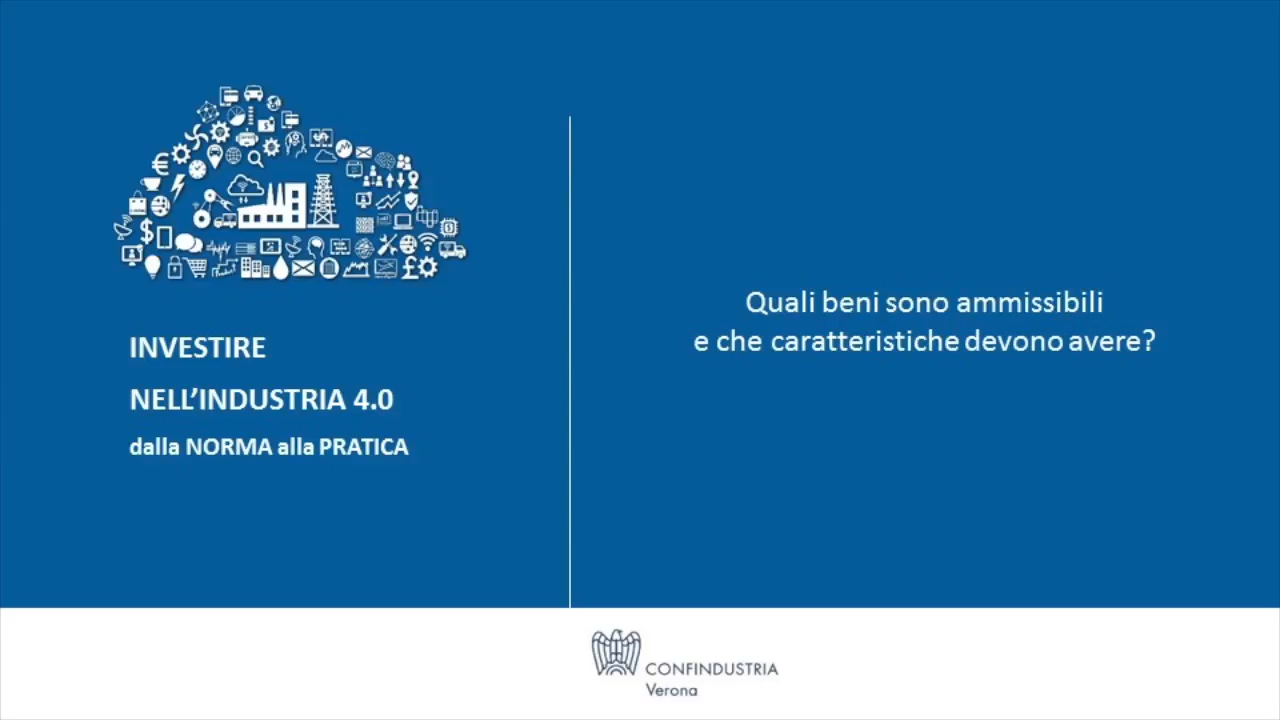 INVESTIRE
NELL'INDUSTRIA 4.0
dalla NORMA alla PRATICA
Quali beni sono ammissibili
e che caratteristiche devono avere?
CONFINDUSTRIA
Verona